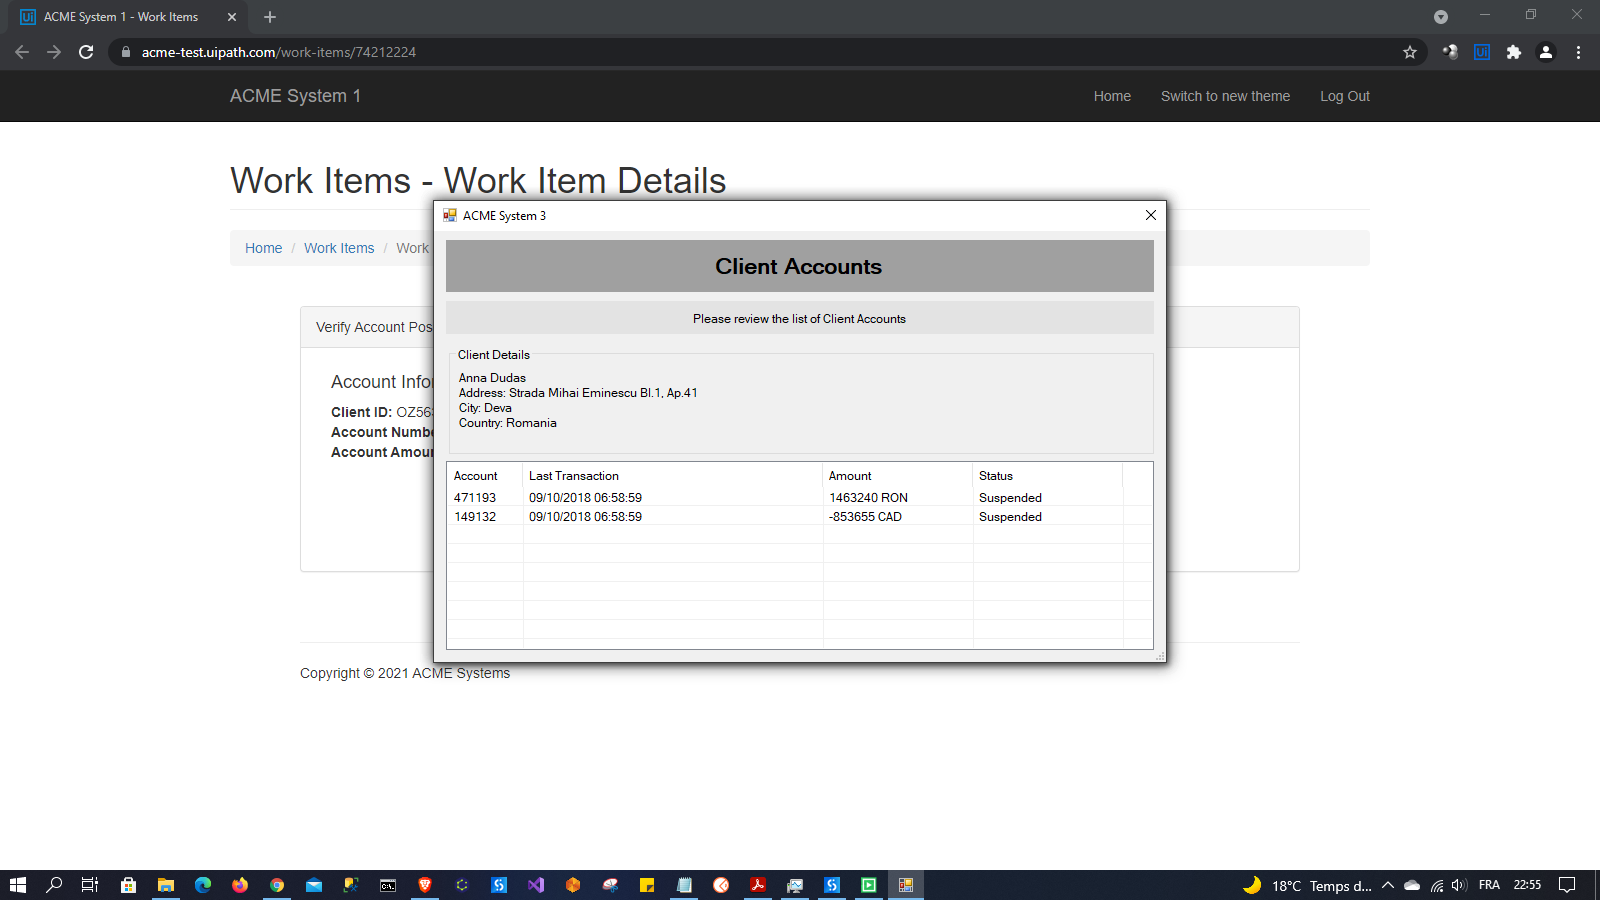 ACME System 1 - Work Items
acme-test.uipath.com/work-items/74212224
ACME System 1
Home
Switch to new theme
Log Out
Work Items - Work Item Details
Home / Work Items / Work
Verify Account Pos
Account Infor
Client ID: OZ563
Account Numbe
Account Amoun
ACME System 3
Client Accounts
Please review the list of Client Accounts
Client Details
Anna Dudas
Address: Strada Mihai Eminescu Bl.1, Ap.41
City: Deva
Country: Romania
Account Last Transaction Amount Status
471193 09/10/2018 06:58:59 1463240 RON Suspended
149132 09/10/2018 06:58:59 -853655 CAD Suspended
Copyright © 2021 ACME Systems
18°C Temps d... FRA 22:55